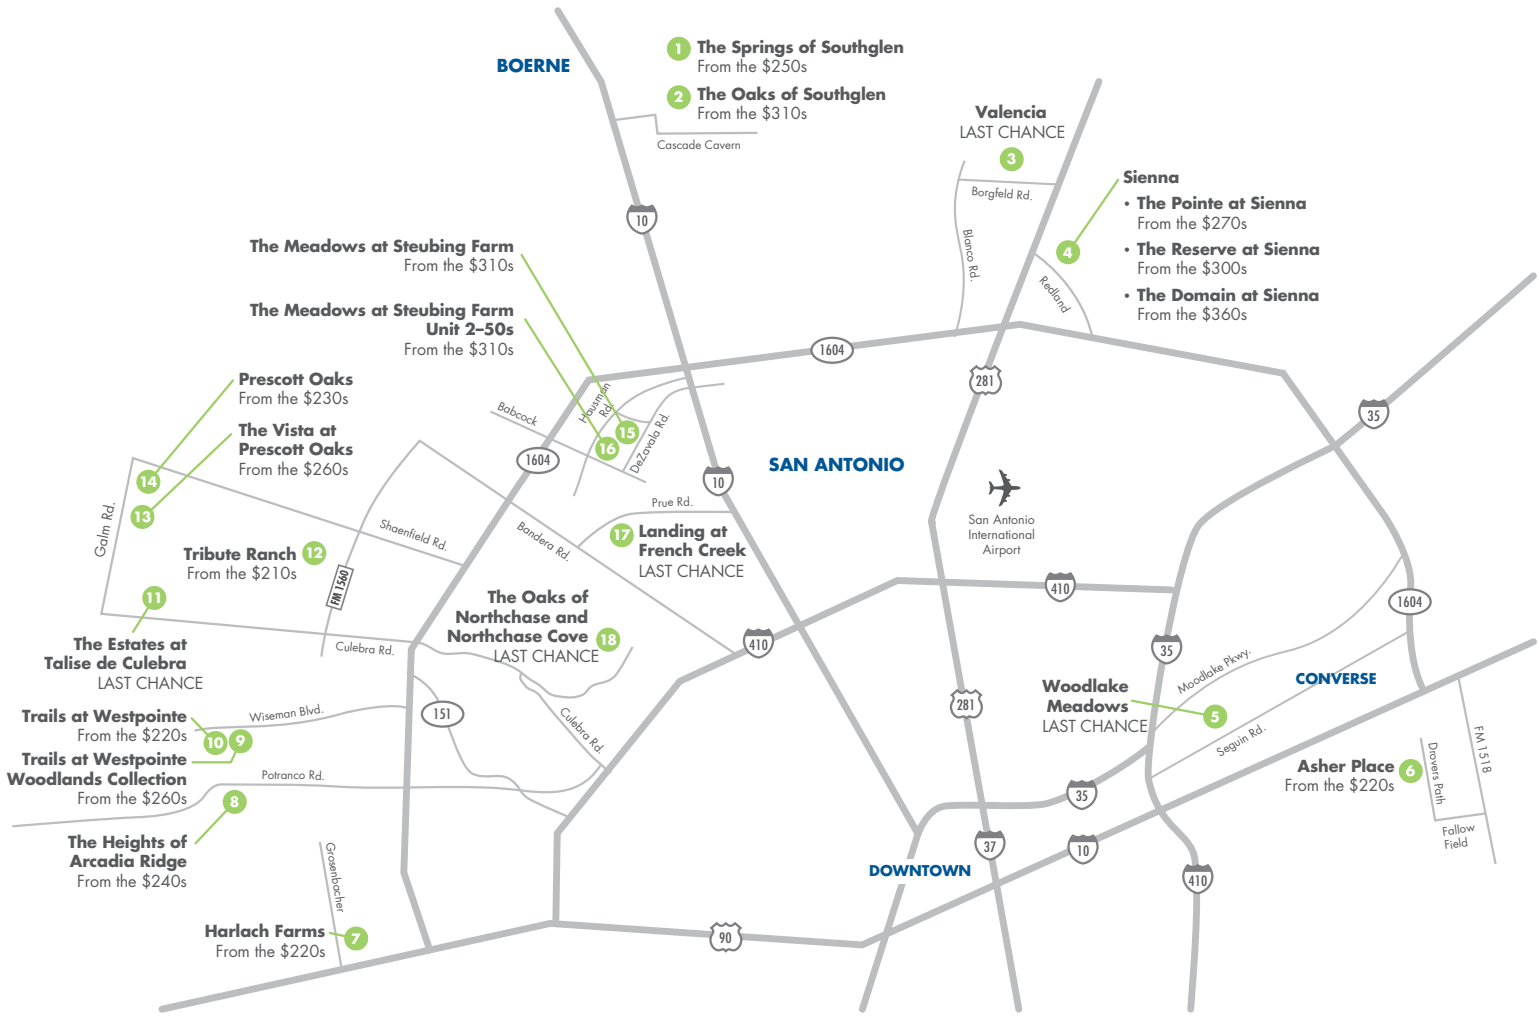 BOERNE
1 The Springs of Southglen
From the $250s
2 The Oaks of Southglen
From the $310s
Cascade Cavern
10
Valencia
LAST CHANCE
3
Borgfeld Rd.
Blanco Rd.
Sienna
• The Pointe at Sienna
From the $270s
• The Reserve at Sienna
From the $300s
• The Domain at Sienna
From the $360s
4
Redland
The Meadows at Steubing Farm
From the $310s
The Meadows at Steubing Farm
Unit 2–50s
From the $310s
1604
281
35
Prescott Oaks
From the $230s
The Vista at
Prescott Oaks
From the $260s
Babcock
Hausman
Rd.
DeZavala Rd.
15
16
1604
10
SAN ANTONIO
San Antonio
International
Airport
14
13
Galm Rd.
Shaenfield Rd.
Bandera Rd.
Prue Rd.
17 Landing at
French Creek
LAST CHANCE
Tribute Ranch 12
From the $210s
FM 1560
11
The Estates at
Talise de Culebra
LAST CHANCE
The Oaks of
Northchase and
Northchase Cove 18
LAST CHANCE
Culebra Rd.
410
410
1604
35
Moodlake Pkwy.
CONVERSE
Woodlake
Meadows
LAST CHANCE
5
Seguin Rd.
281
Trails at Westpointe
From the $220s
10
9
Wiseman Blvd.
151
Culebra Rd.
Trails at Westpointe
Woodlands Collection
From the $260s
Potranco Rd.
8
The Heights of
Arcadia Ridge
From the $240s
Asher Place 6
From the $220s
Drovers Path
FM 1518
Fallow
Field
35
37
10
410
DOWNTOWN
Grosenbacher
Harlach Farms 7
From the $220s
90